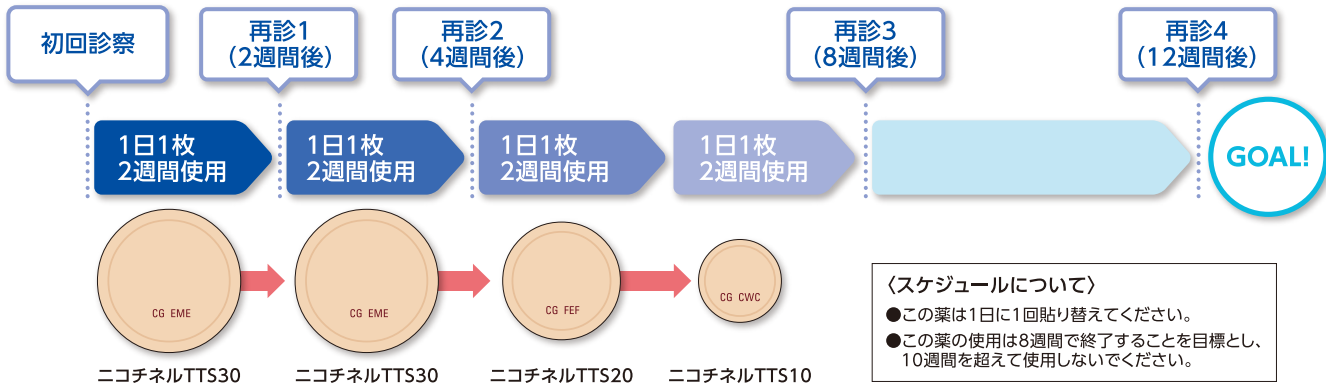 初回診察
再診1
(2週間後)
再診2
(4週間後)
再診3
(8週間後)
再診4
(12週間後)
1日1枚
2週間使用
1日1枚
2週間使用
1日1枚
2週間使用
1日1枚
2週間使用
GOAL!
CG EME
CG EME
CG FEF
CG CWC
ニコチネルTTS30
ニコチネルTTS30
ニコチネルTTS20
ニコチネルTTS10
〈スケジュールについて〉
●この薬は1日に1回貼り替えてください。
●この薬の使用は8週間で終了することを目標とし、
10週間を超えて使用しないでください。